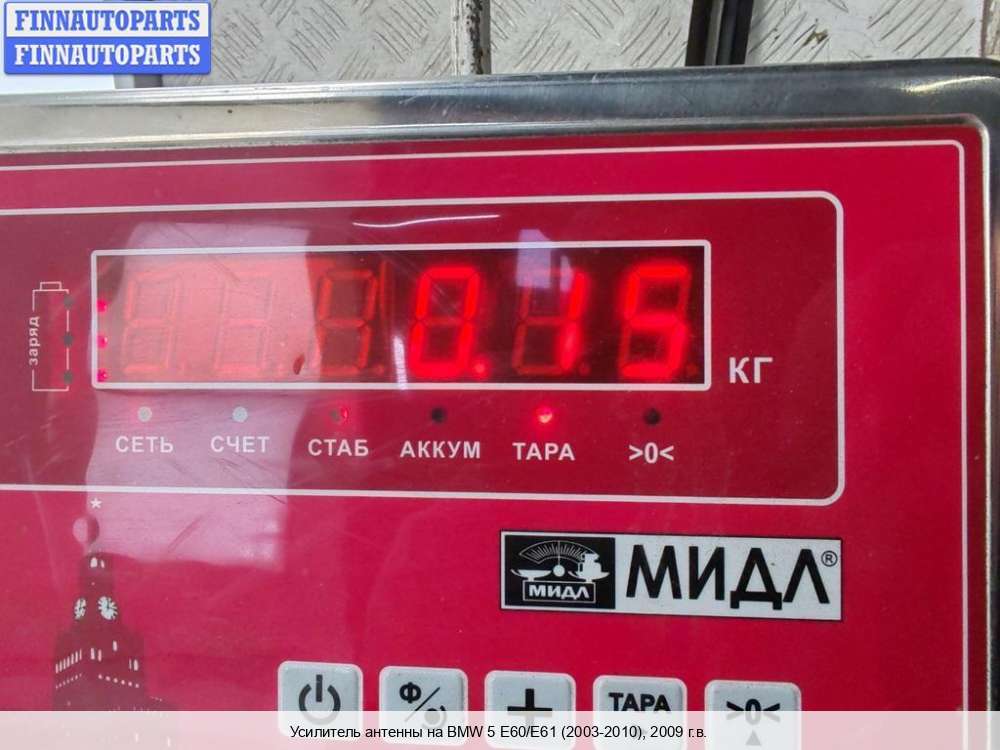 FINNAUTOPARTS
FINNAUTOPARTS
0.15
заряд
КГ
СЕТЬ СЧЕТ СТАБ АККУМ ТАРА >0<
МИДЛ МИДЛ®
Ф ТАРА >0<
Усилитель антенны на BMW 5 E60/E61 (2003-2010), 2009 г.в.